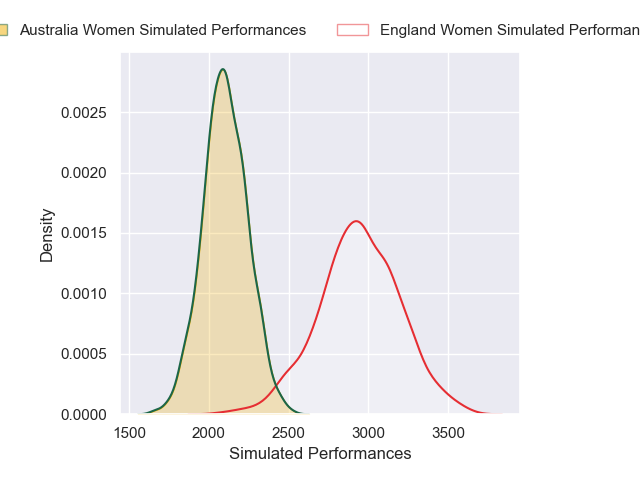 Australia Women Simulated Performances
England Women Simulated Performan
0.0025
0.0020
0.0015
0.0010
0.0005
0.0000
Density
1500 2000 2500 3000 3500
Simulated Performances